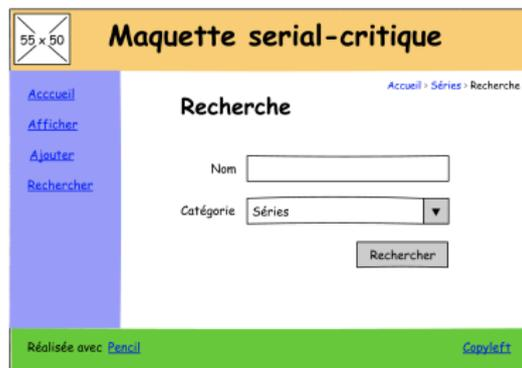 55 x 50
Maquette serial-critique
Acccueil
Afficher
Ajouter
Rechercher
Accueil > Séries > Recherche
Recherche
Nom
Catégorie Séries
Rechercher
Réalisée avec Pencil Copyleft